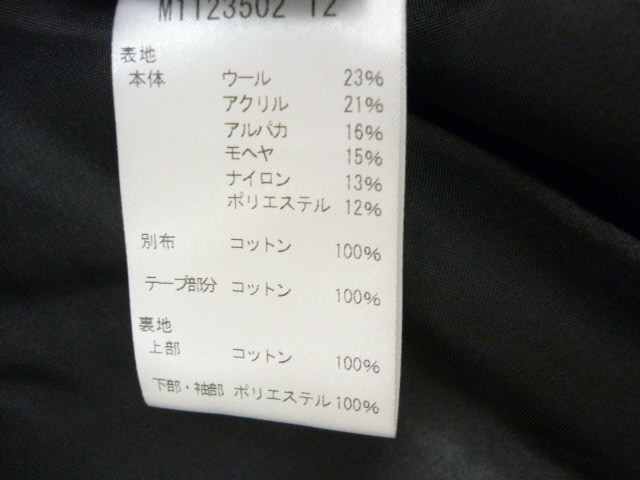 M1123502 12
表地
本体 ウール 23%
アクリル 21%
アルパカ 16%
モヘヤ 15%
ナイロン 13%
ポリエステル 12%
別布 コットン 100%
テープ部分 コットン 100%
裏地
上部 コットン 100%
下部・袖部 ポリエステル 100%